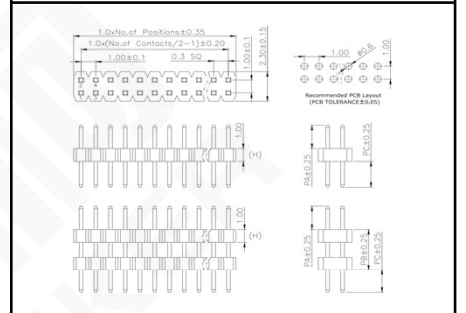 1.0xNo.of Positions±0.35
1.0x(No.of Contacts/2-1)±0.20
1.00±0.1
0.3 SQ
1.00±0.1
2.30±0.15
1.00
ø0.6
1.00
Recommended PCB Layout
(PCB TOLERANCE±0.05)
1.00
(H)
PA±0.25
PC±0.25
1.00
(H)
PA±0.25
PB±0.25
PC±0.25